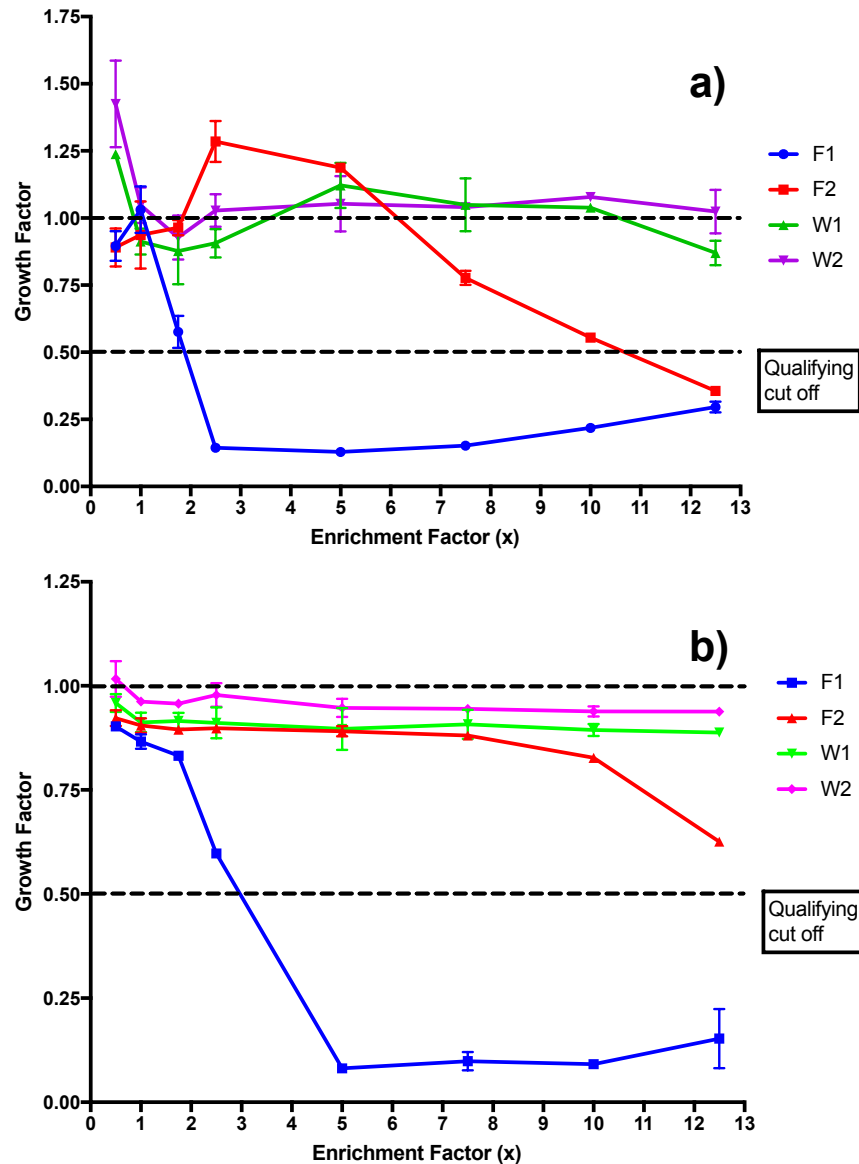 a)
1.75
1.50
1.25
1.00
0.75
0.50
0.25
0.00
Growth Factor
0 1 2 3 4 5 6 7 8 9 10 11 12 13
Enrichment Factor (x)
F1
F2
W1
W2
Qualifying
cut off
b)
1.25
1.00
0.75
0.50
0.25
0.00
Growth Factor
0 1 2 3 4 5 6 7 8 9 10 11 12 13
Enrichment Factor (x)
F1
F2
W1
W2
Qualifying
cut off